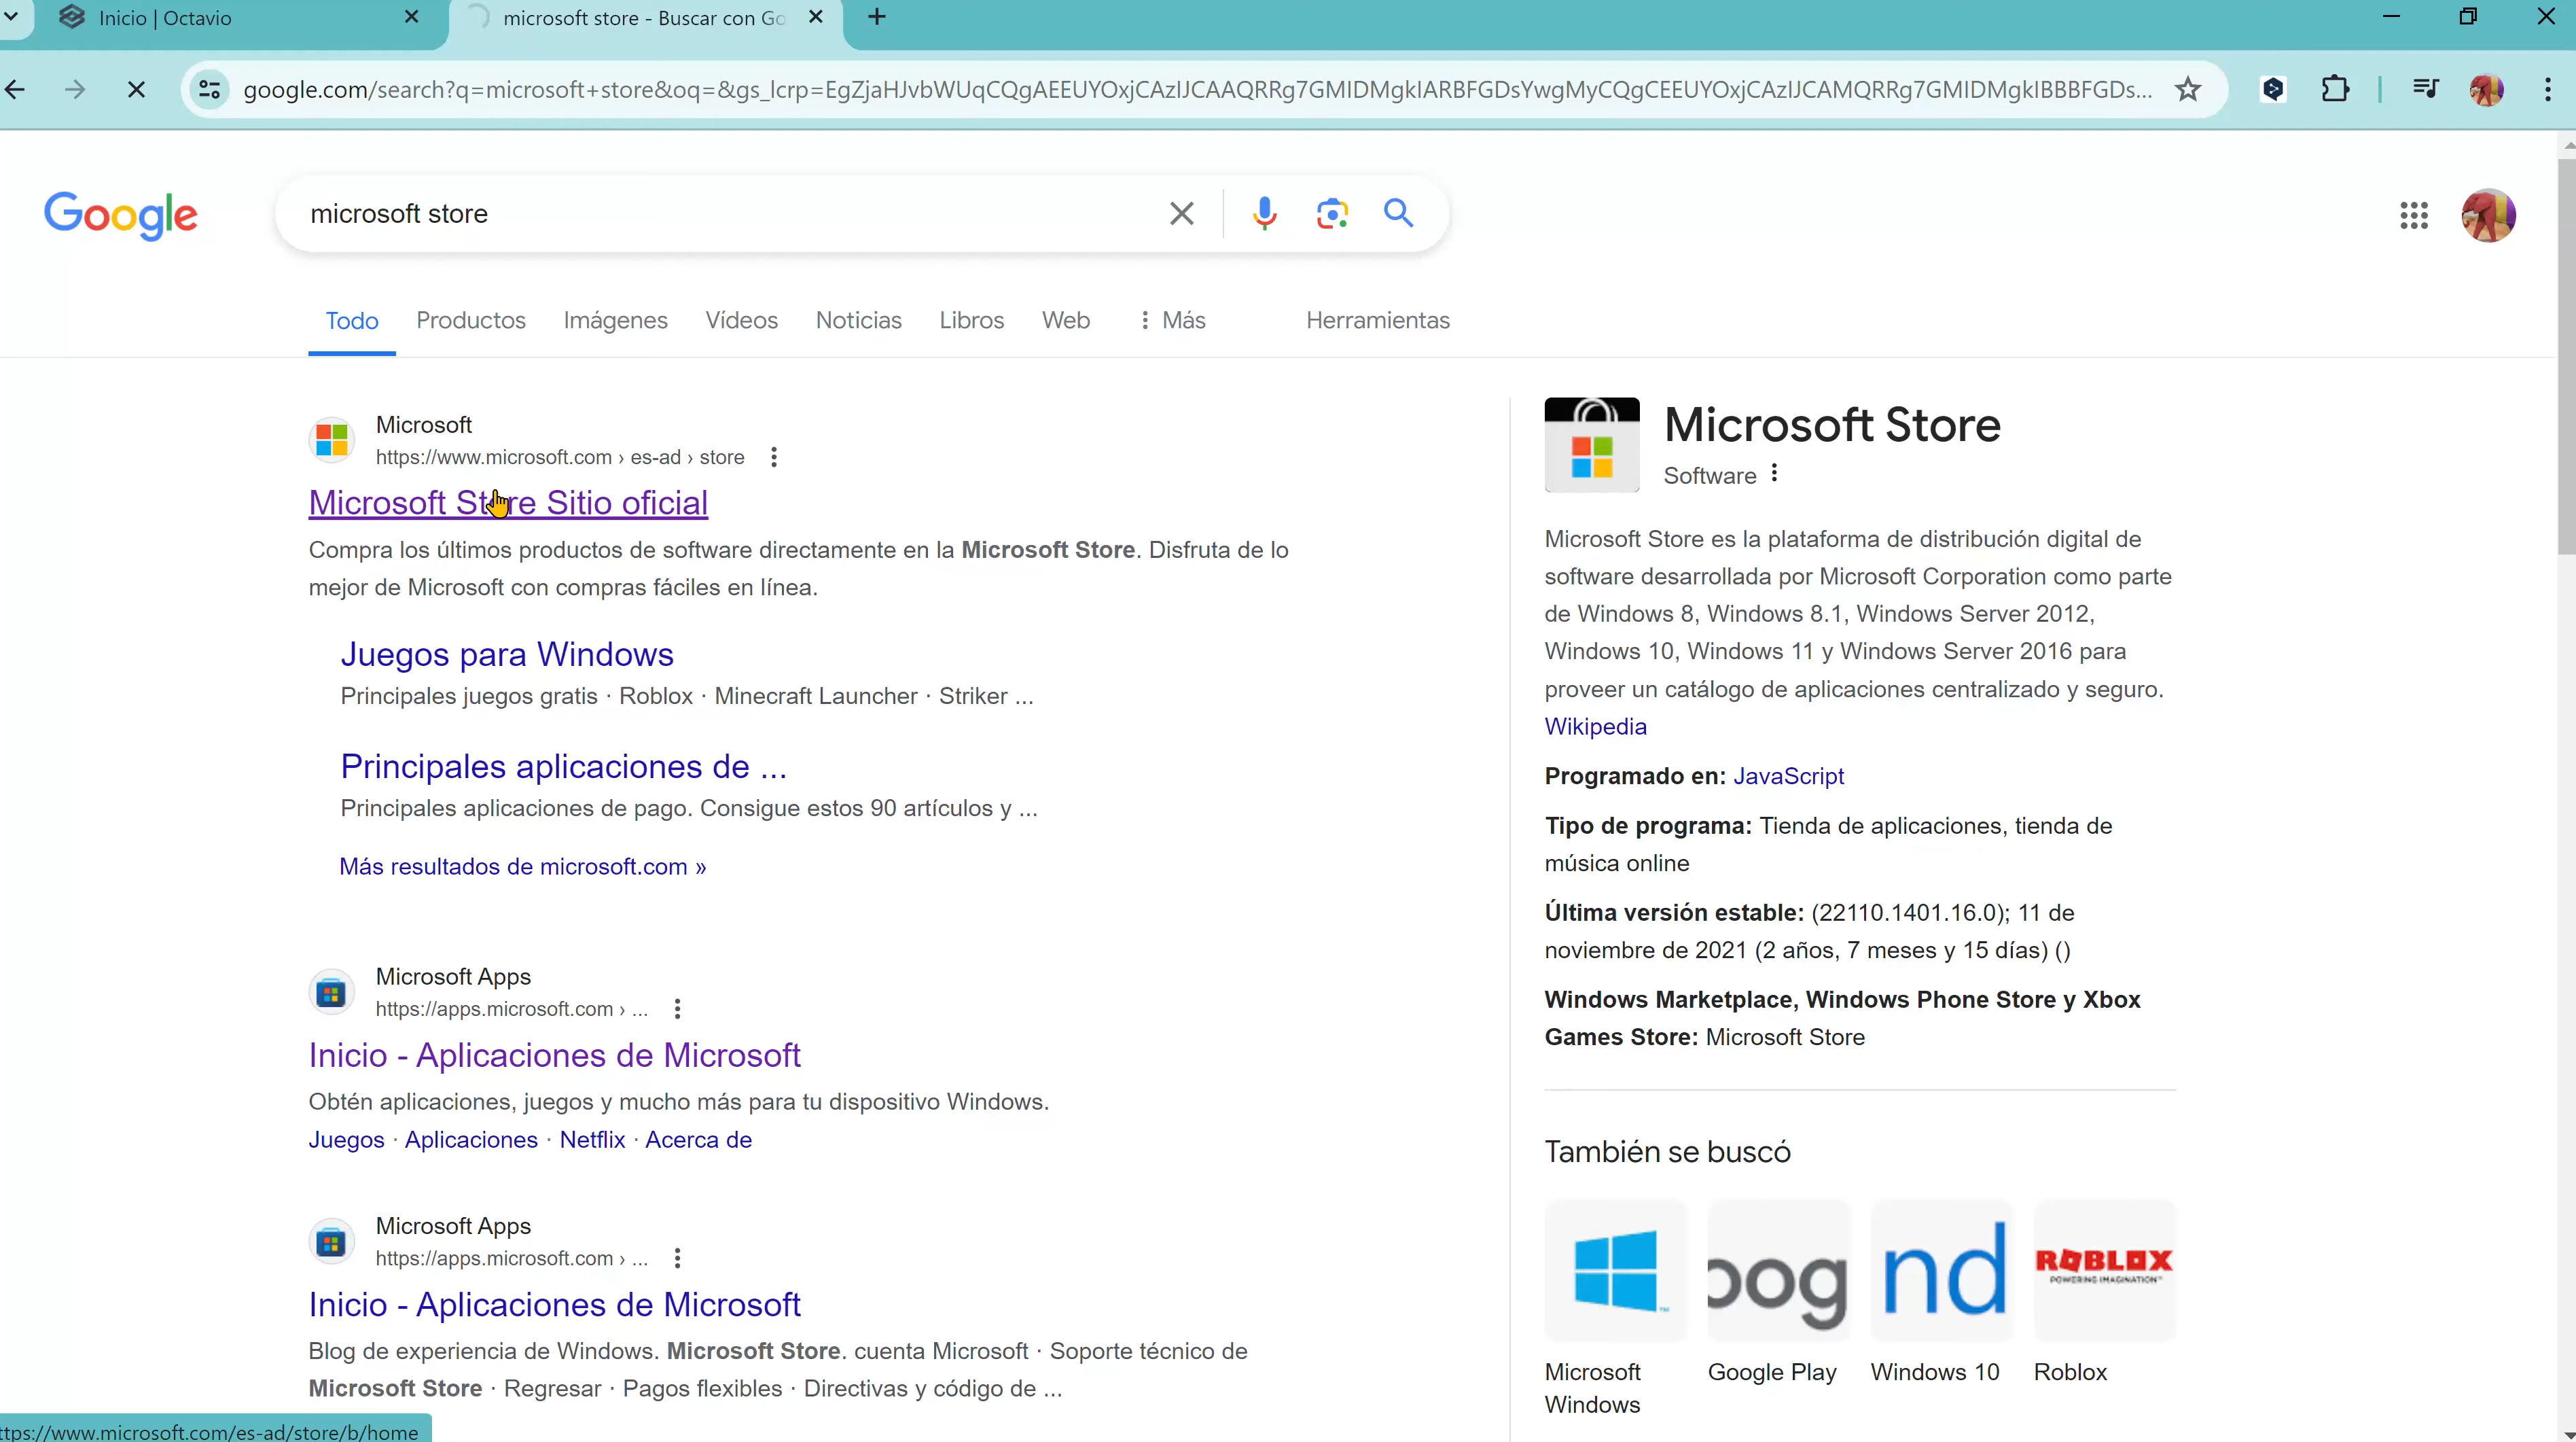 Inicio | Octavio
microsoft store - Buscar con Go
google.com/search?q=microsoft+store&oq=&gs_lcrp=EgZjaHJvbWUqCQgAEEUYOxjCAzIJCAAQRRg7GMIDMgkIARBFGDsYwgMyCQgCEEUYOxjCAzIJCAMQRRg7GMIDMgkIBBBFGDs...
Google
microsoft store
Todo Productos Imágenes Vídeos Noticias Libros Web Más Herramientas
Microsoft
https://www.microsoft.com › es-ad › store
Microsoft Store Sitio oficial
Compra los últimos productos de software directamente en la Microsoft Store. Disfruta de lo
mejor de Microsoft con compras fáciles en línea.
Juegos para Windows
Principales juegos gratis · Roblox · Minecraft Launcher · Striker ...
Principales aplicaciones de ...
Principales aplicaciones de pago. Consigue estos 90 artículos y ...
Más resultados de microsoft.com »
Microsoft Apps
https://apps.microsoft.com › ...
Inicio - Aplicaciones de Microsoft
Obtén aplicaciones, juegos y mucho más para tu dispositivo Windows.
Juegos · Aplicaciones · Netflix · Acerca de
Microsoft Apps
https://apps.microsoft.com › ...
Inicio - Aplicaciones de Microsoft
Blog de experiencia de Windows. Microsoft Store. cuenta Microsoft · Soporte técnico de
Microsoft Store · Regresar · Pagos flexibles · Directivas y código de ...
ttps://www.microsoft.com/es-ad/store/b/home
Microsoft Store
Software
Microsoft Store es la plataforma de distribución digital de
software desarrollada por Microsoft Corporation como parte
de Windows 8, Windows 8.1, Windows Server 2012,
Windows 10, Windows 11 y Windows Server 2016 para
proveer un catálogo de aplicaciones centralizado y seguro.
Wikipedia
Programado en: JavaScript
Tipo de programa: Tienda de aplicaciones, tienda de
música online
Última versión estable: (22110.1401.16.0); 11 de
noviembre de 2021 (2 años, 7 meses y 15 días) ()
Windows Marketplace, Windows Phone Store y Xbox
Games Store: Microsoft Store
También se buscó
oog
nd
ROBLOX
POWERING IMAGINATION™
Microsoft
Windows
Google Play
Windows 10
Roblox